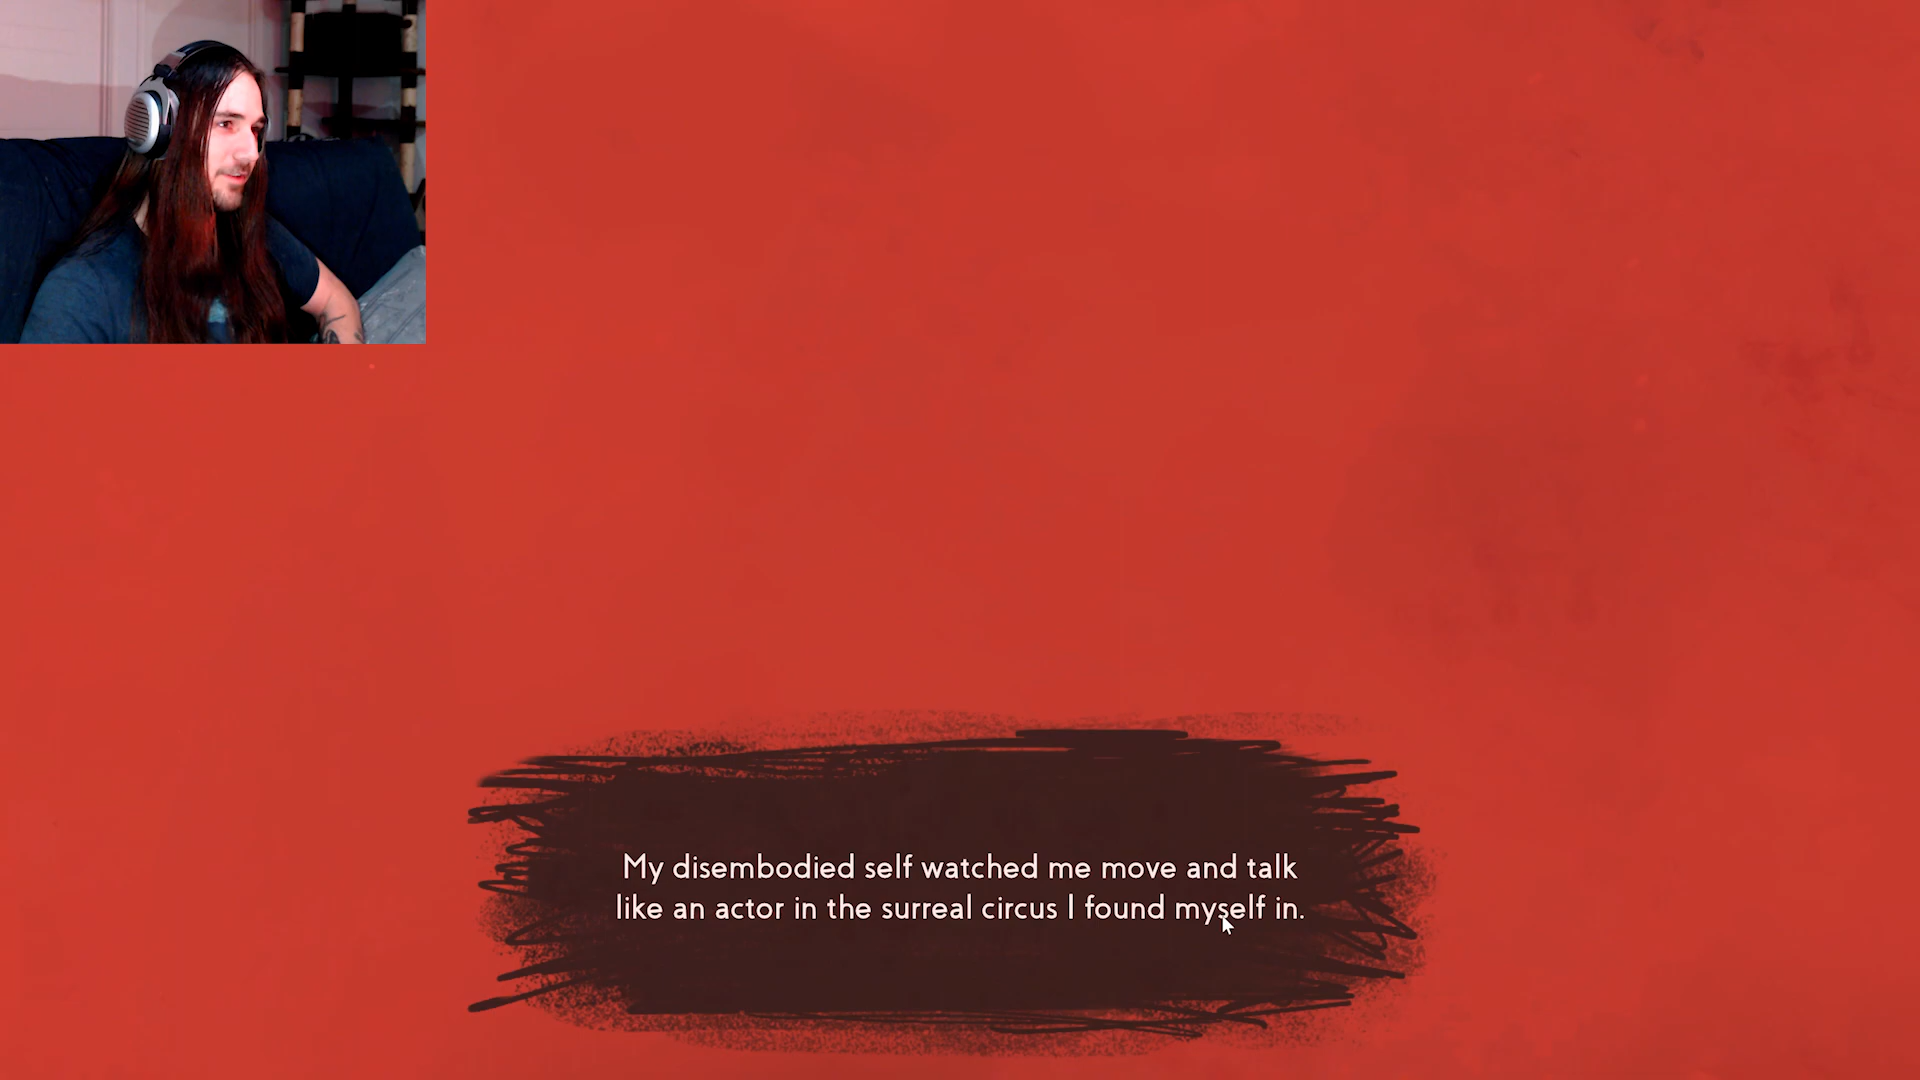 My disembodied self watched me move and talk
like an actor in the surreal circus I found myself in.